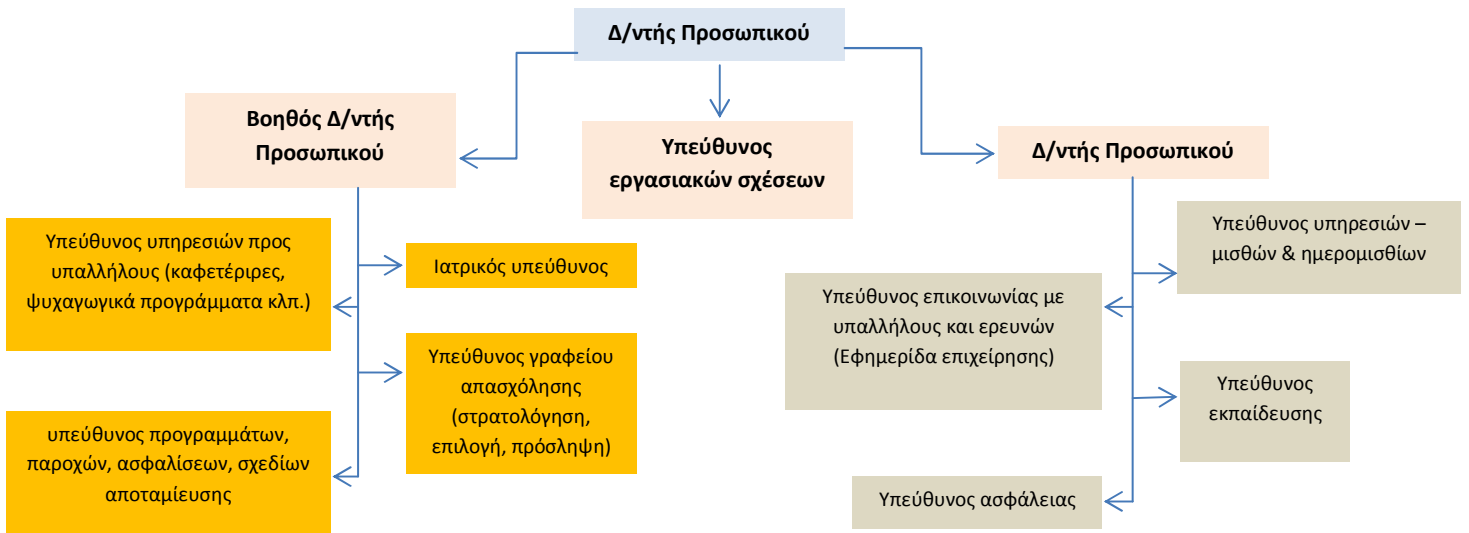 Δ/ντής Προσωπικού
Βοηθός Δ/ντής
Προσωπικού
Υπεύθυνος
εργασιακών σχέσεων
Δ/ντής Προσωπικού
Υπεύθυνος υπηρεσιών προς
υπαλλήλους (καφετέριρες,
ψυχαγωγικά προγράμματα κλπ.)
Ιατρικός υπεύθυνος
Υπεύθυνος γραφείου
απασχόλησης
(στρατολόγηση,
επιλογή, πρόσληψη)
υπεύθυνος προγραμμάτων,
παροχών, ασφαλίσεων, σχεδίων
αποταμίευσης
Υπεύθυνος υπηρεσιών –
μισθών & ημερομισθίων
Υπεύθυνος επικοινωνίας με
υπαλλήλους και ερευνών
(Εφημερίδα επιχείρησης)
Υπεύθυνος
εκπαίδευσης
Υπεύθυνος ασφάλειας